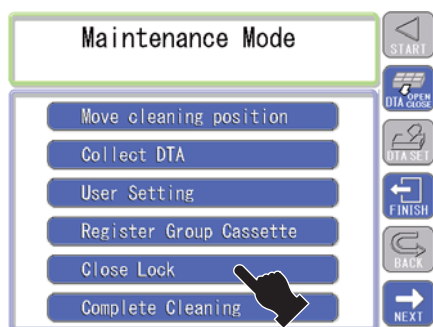 Maintenance Mode
Move cleaning position
Collect DTA
User Setting
Register Group Cassette
Close Lock
Complete Cleaning
START
DTA OPEN CLOSE
DTA SET
FINISH
BACK
NEXT